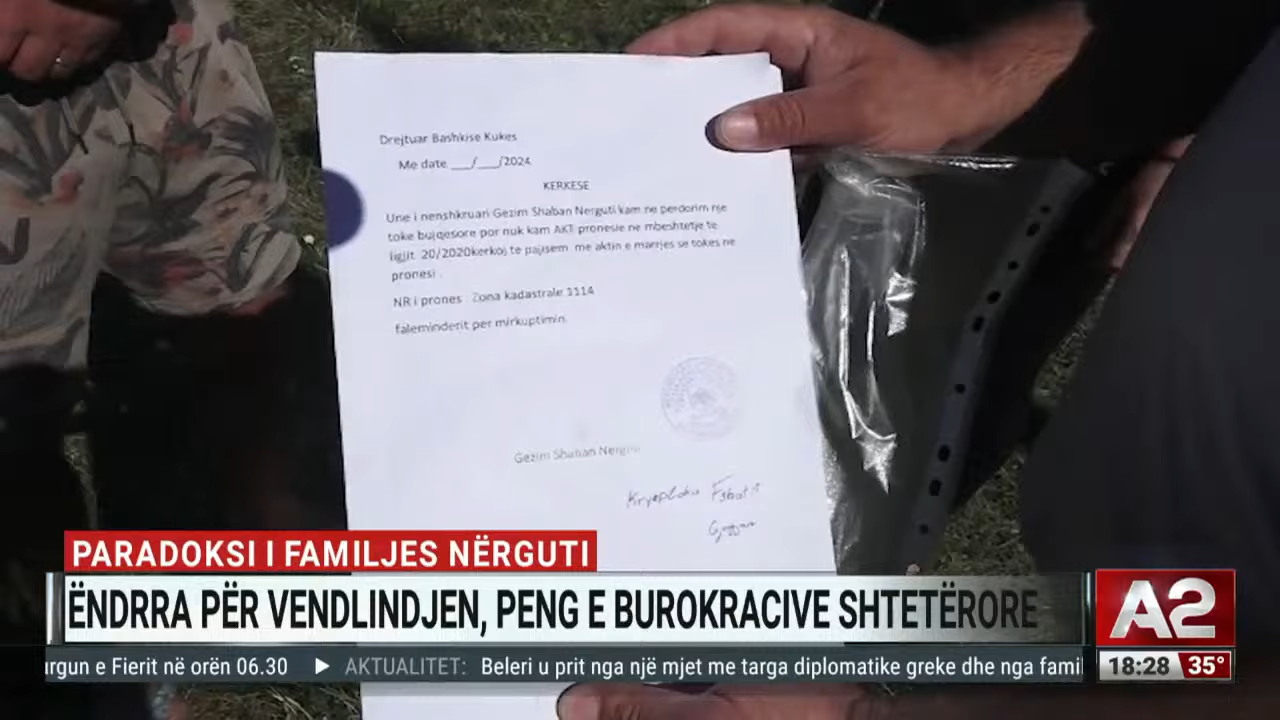 Drejtuar Bashkise Kukes
Me date ___/___/2024
KERKESE
Une i nenshkruari Gezim Shaban Nerguti kam ne perdorim nje
toke bujqesore por nuk kam AKT pronesie ne mbeshtetje te
ligjit 20/2020kerkoj te pajisem me aktin e marrjes se tokes ne
pronesi .
NR i prones . Zona kadastrale 1114
faleminderit per mirkuptimin.
Gezim Shaban Nerguti
Kryeplaku Fshatit
PARADOKSI I FAMILJES NËRGUTI
ËNDRRA PËR VENDLINDJEN, PENG E BUROKRACIVE SHTETËRORE
A2
urgun e Fierit në orën 06.30 ▶ AKTUALITET: Beleri u prit nga një mjet me targa diplomatike greke dhe nga famil
18:28 35°